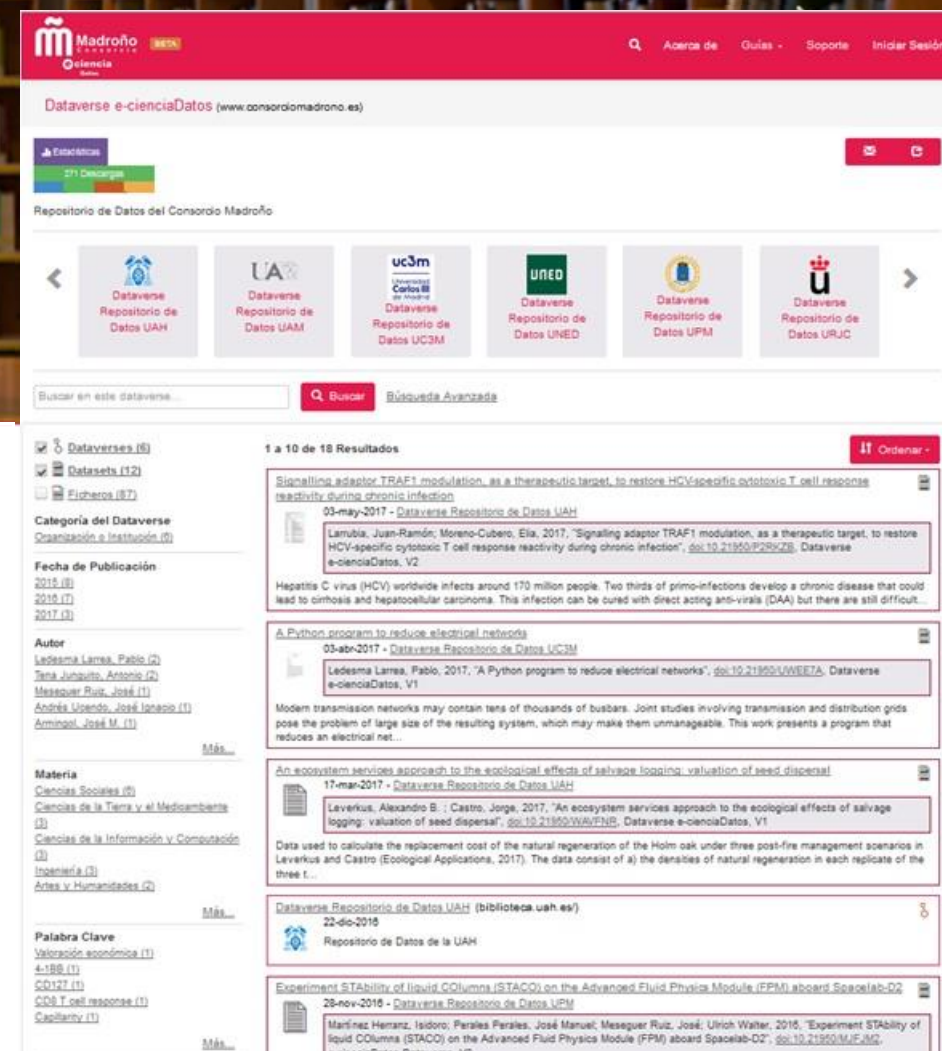 Madroño BETA
Consorcio
eciencia
Datos
Acerca de Guías Soporte Iniciar Sesión
Dataverse e-cienciaDatos (www.consorciomadrono.es)
Estadísticas
271 Descargas
Repositorio de Datos del Consorcio Madroño
Dataverse Repositorio de Datos UAH
UA
Dataverse Repositorio de Datos UAM
uc3m
Universidad
Carlos III
de Madrid
Dataverse Repositorio de Datos UC3M
UNED
Dataverse Repositorio de Datos UNED
Dataverse Repositorio de Datos UPM
ü
Dataverse Repositorio de Datos URJC
Buscar en este dataverse... Buscar Búsqueda Avanzada
Dataverses (6)
Datasets (12)
Ficheros (87)
Categoría del Dataverse
Organización o Institución (6)
Fecha de Publicación
2015 (8)
2016 (7)
2017 (3)
Autor
Ledesma Larrea, Pablo (2)
Tena Junguito, Antonio (2)
Meseguer Ruiz, José (1)
Andrés Ucendo, José Ignacio (1)
Armingol, José M. (1)
Más...
Materia
Ciencias Sociales (6)
Ciencias de la Tierra y el Medioambiente
(3)
Ciencias de la Información y Computación
(3)
Ingeniería (3)
Artes y Humanidades (2)
Más...
Palabra Clave
Valoración económica (1)
4-1BB (1)
CD127 (1)
CD8 T cell response (1)
Capillarity (1)
Más...
1 a 10 de 18 Resultados Ordenar
Signalling adaptor TRAF1 modulation, as a therapeutic target, to restore HCV-specific cytotoxic T cell response
reactivity during chronic infection
03-may-2017 - Dataverse Repositorio de Datos UAH
Larrubia, Juan-Ramón; Moreno-Cubero, Elia, 2017, "Signalling adaptor TRAF1 modulation, as a therapeutic target, to restore
HCV-specific cytotoxic T cell response reactivity during chronic infection", doi:10.21950/P2RKZB, Dataverse
e-cienciaDatos, V2
Hepatitis C virus (HCV) worldwide infects around 170 million people. Two thirds of primo-infections develop a chronic disease that could
lead to cirrhosis and hepatocellular carcinoma. This infection can be cured with direct acting anti-virals (DAA) but there are still difficult...
A Python program to reduce electrical networks
03-abr-2017 - Dataverse Repositorio de Datos UC3M
Ledesma Larrea, Pablo, 2017, "A Python program to reduce electrical networks", doi:10.21950/UWEE7A, Dataverse
e-cienciaDatos, V1
Modern transmission networks may contain tens of thousands of busbars. Joint studies involving transmission and distribution grids
pose the problem of large size of the resulting system, which may make them unmanageable. This work presents a program that
reduces an electrical net...
An ecosystem services approach to the ecological effects of salvage logging: valuation of seed dispersal
17-mar-2017 - Dataverse Repositorio de Datos UAH
Leverkus, Alexandro B. ; Castro, Jorge, 2017, "An ecosystem services approach to the ecological effects of salvage
logging: valuation of seed dispersal", doi:10.21950/WAVFNR, Dataverse e-cienciaDatos, V1
Data used to calculate the replacement cost of the natural regeneration of the Holm oak under three post-fire management scenarios in
Leverkus and Castro (Ecological Applications, 2017). The data consist of a) the densities of natural regeneration in each replicate of the
three t...
Dataverse Repositorio de Datos UAH (biblioteca.uah.es/)
22-dic-2016
Repositorio de Datos de la UAH
Experiment STAbility of liquid COlumns (STACO) on the Advanced Fluid Physics Module (FPM) aboard Spacelab-D2
28-nov-2016 - Dataverse Repositorio de Datos UPM
Martínez Herranz, Isidoro; Perales Perales, José Manuel; Meseguer Ruiz, José; Ulrich Walter, 2016, "Experiment STAbility of
liquid COlumns (STACO) on the Advanced Fluid Physics Module (FPM) aboard Spacelab-D2", doi:10.21950/MJFJM2,